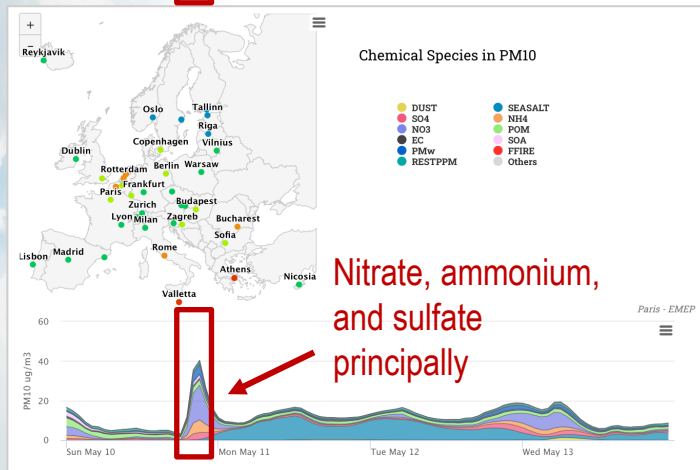 +
−
Reykjavik
Chemical Species in PM10
DUST
SO4
NO3
EC
PMw
RESTPPM
SEASALT
NH4
POM
SOA
FFIRE
Others
Oslo
Tallinn
Riga
Copenhagen
Vilnius
Dublin
Rotterdam
Berlin
Warsaw
Paris
Frankfurt
Zurich
Budapest
Lyon
Milan
Zagreb
Bucharest
Sofia
Lisbon
Madrid
Rome
Athens
Nicosia
Valletta
Nitrate, ammonium,
and sulfate
principally
Paris - EMEP
PM10 ug/m3
60
40
20
0
Sun May 10
Mon May 11
Tue May 12
Wed May 13